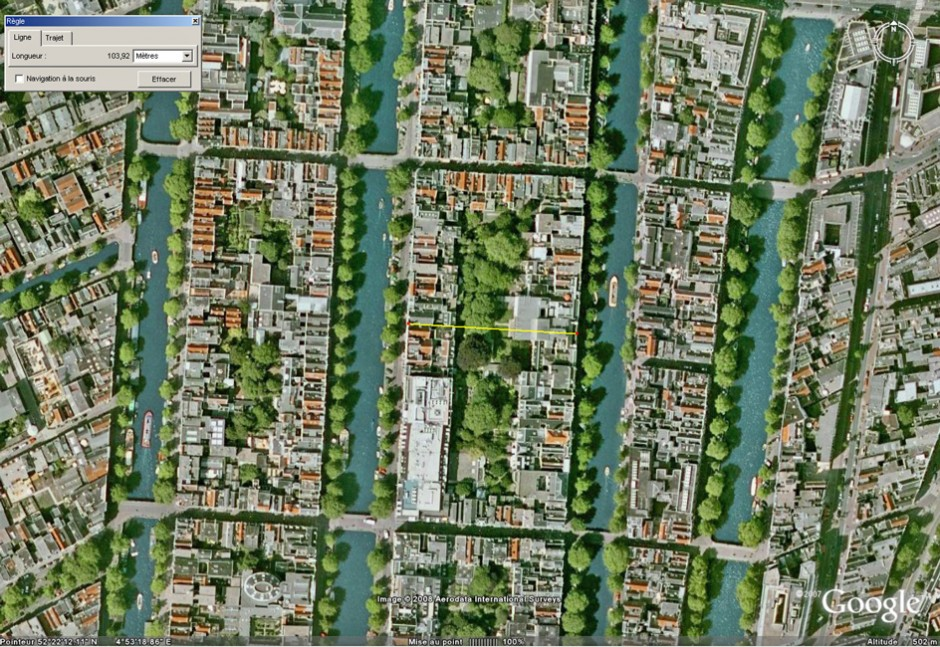 Règle
Ligne Trajet
Longueur : 103,92 Mètres
Navigation à la souris Effacer
N
Image © 2008 Aerodata International Surveys
©2007 Google
Pointeur 52°22'12.11" N 4°53'18.86" E Mise au point |||||||||| 100% Altitude 502 m